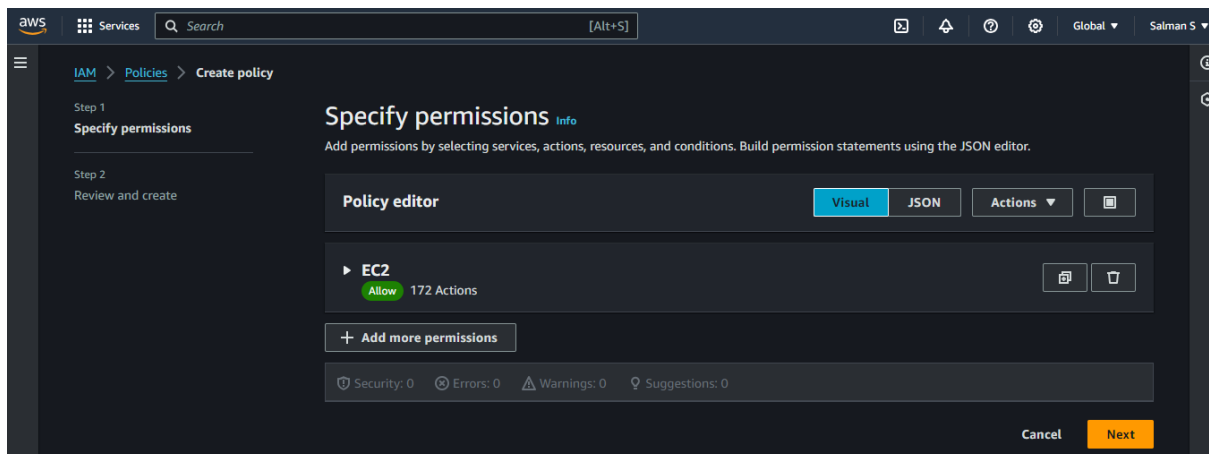 aws Services Search [Alt+S] Global Salman S
IAM > Policies > Create policy
Step 1
Specify permissions
Step 2
Review and create
Specify permissions Info
Add permissions by selecting services, actions, resources, and conditions. Build permission statements using the JSON editor.
Policy editor Visual JSON Actions
EC2
Allow 172 Actions
+ Add more permissions
Security: 0 Errors: 0 Warnings: 0 Suggestions: 0
Cancel Next